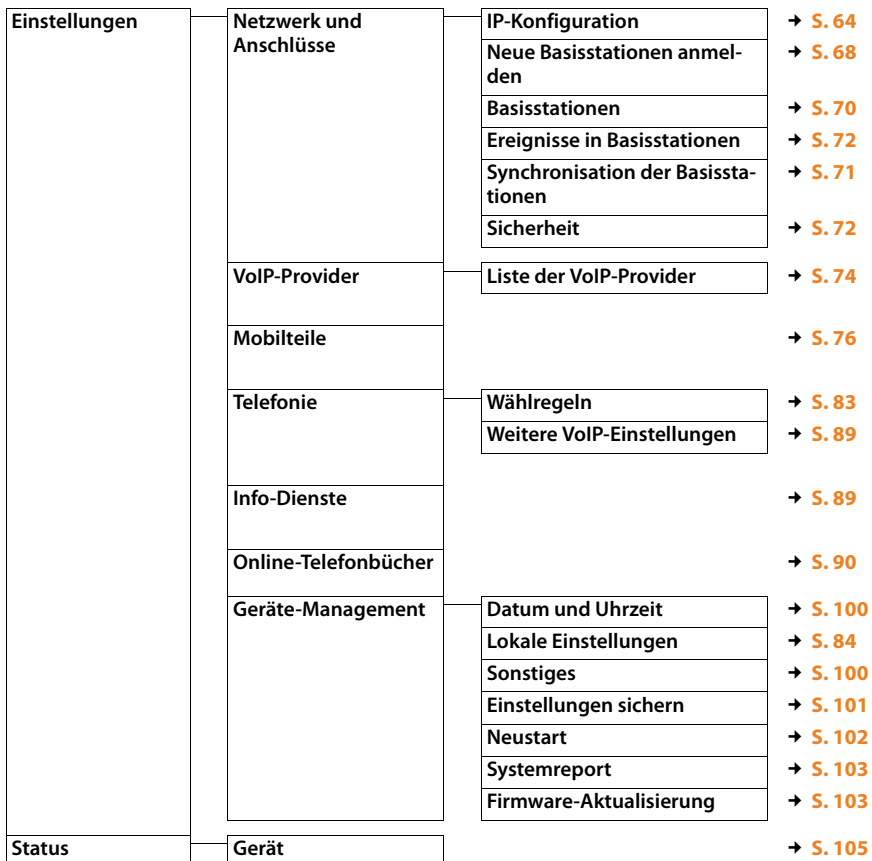 Einstellungen Netzwerk und IP-Konfiguration ➜ S. 64
Anschlüsse Neue Basisstationen anmel- ➜ S. 68
den
Basisstationen ➜ S. 70
Ereignisse in Basisstationen ➜ S. 72
Synchronisation der Basissta- ➜ S. 71
tionen
Sicherheit ➜ S. 72
VoIP-Provider Liste der VoIP-Provider ➜ S. 74
Mobilteile ➜ S. 76
Telefonie Wählregeln ➜ S. 83
Weitere VoIP-Einstellungen ➜ S. 89
Info-Dienste ➜ S. 89
Online-Telefonbücher ➜ S. 90
Geräte-Management Datum und Uhrzeit ➜ S. 100
Lokale Einstellungen ➜ S. 84
Sonstiges ➜ S. 100
Einstellungen sichern ➜ S. 101
Neustart ➜ S. 102
Systemreport ➜ S. 103
Firmware-Aktualisierung ➜ S. 103
Status Gerät ➜ S. 105